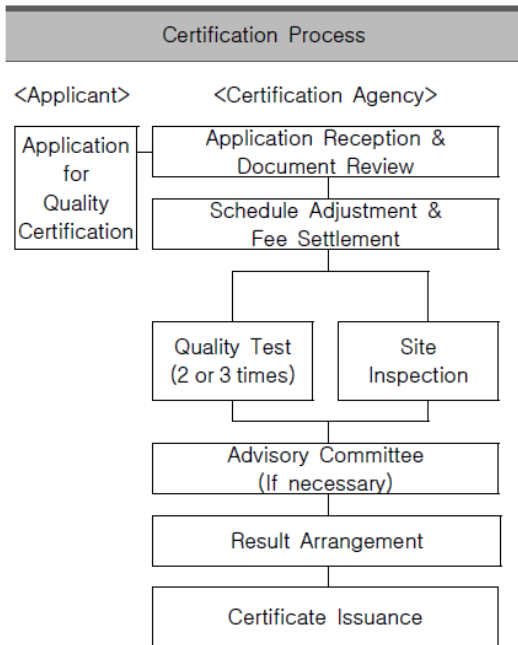 Certification Process
<Applicant>
<Certification Agency>
Application
for
Quality
Certification
Application Reception &
Document Review
Schedule Adjustment &
Fee Settlement
Quality Test
(2 or 3 times)
Site
Inspection
Advisory Committee
(If necessary)
Result Arrangement
Certificate Issuance